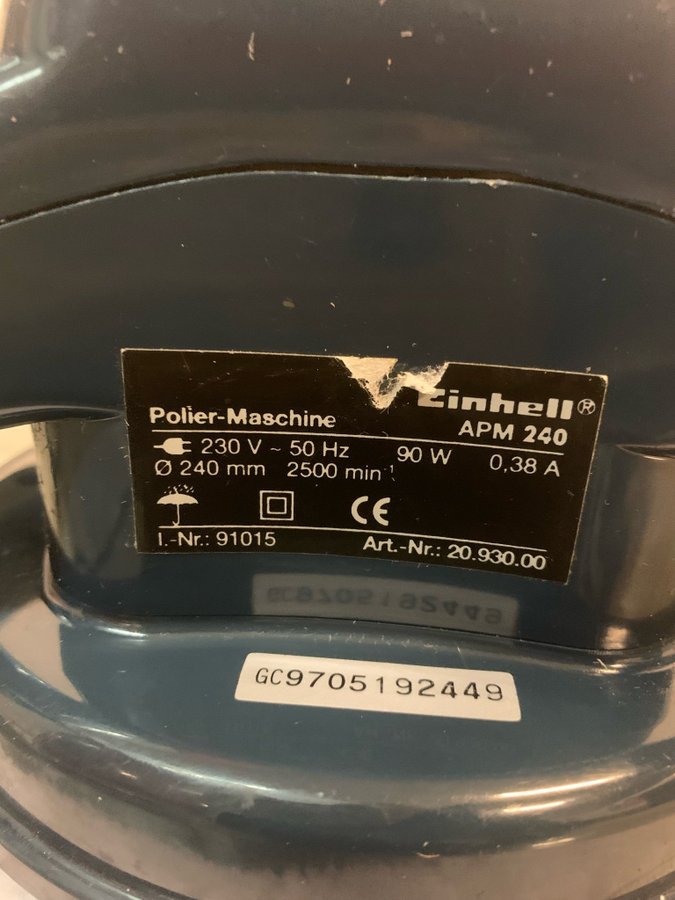 Einhell®
Polier-Maschine APM 240
230 V ~ 50 Hz 90 W 0,38 A
Ø 240 mm 2500 min⁻¹
CE
I.-Nr.: 91015 Art.-Nr.: 20.930.00
GC9705192449